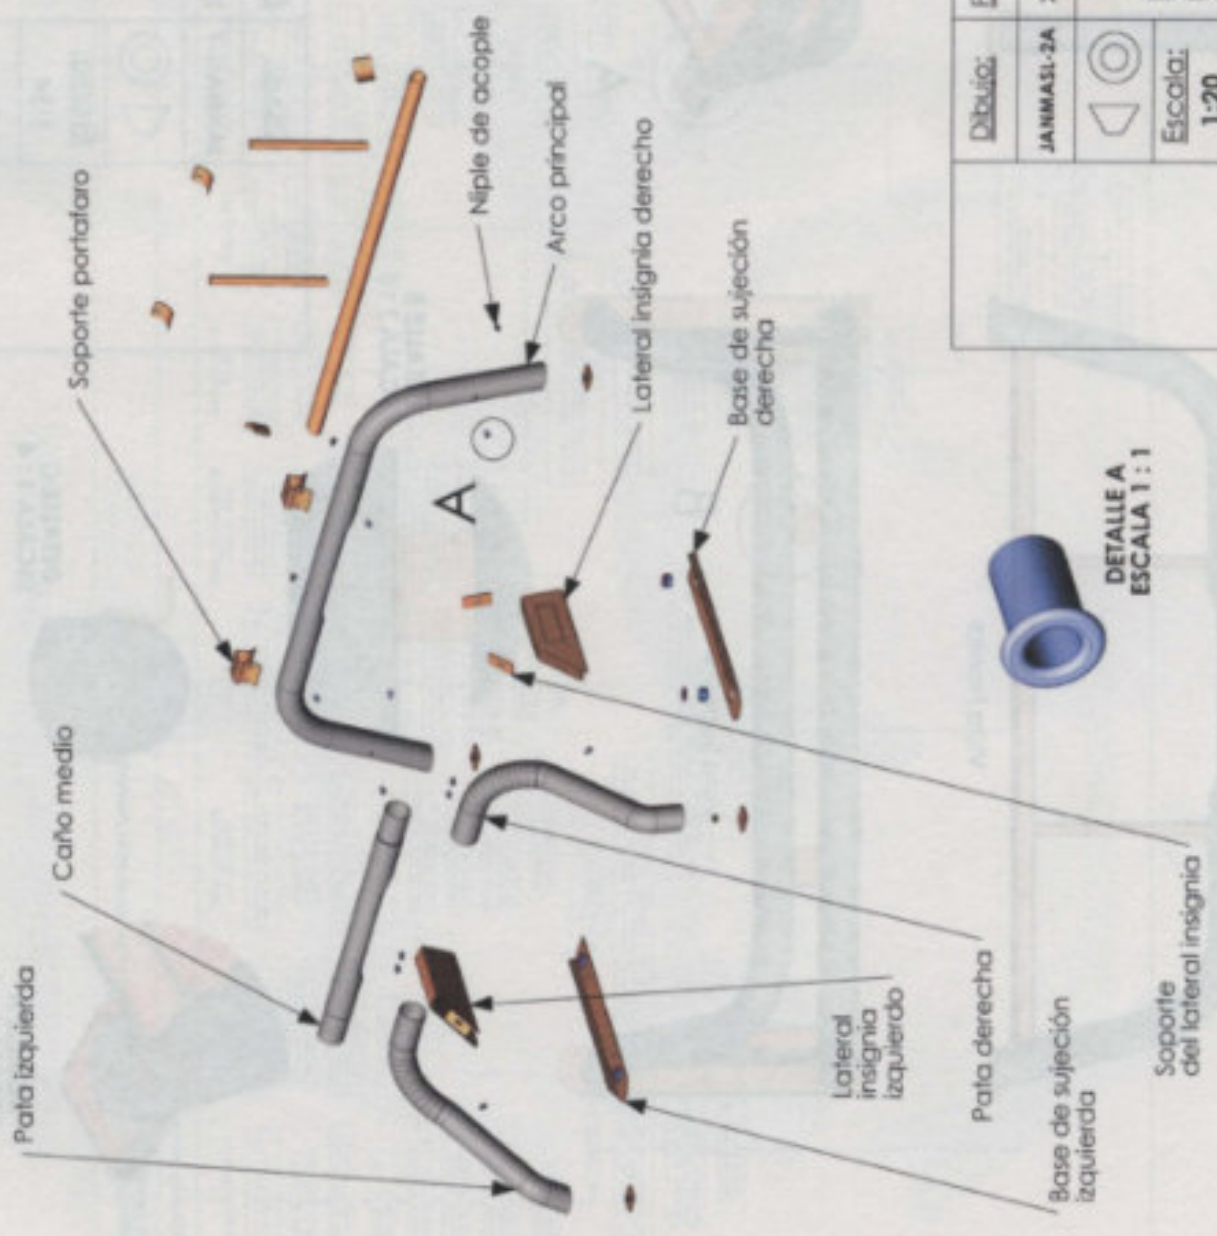 Pata izquierda
Caño medio
Soporte portafaro
Niple de acople
Arco principal
Lateral insignia derecho
Base de sujeción
derecha
A
DETALLE A
ESCALA 1 : 1
Lateral
insignia
izquierdo
Pata derecha
Base de sujeción
izquierda
Soporte
del lateral insignia
Dibujo:
JANMASL-2A
Escala:
1:20